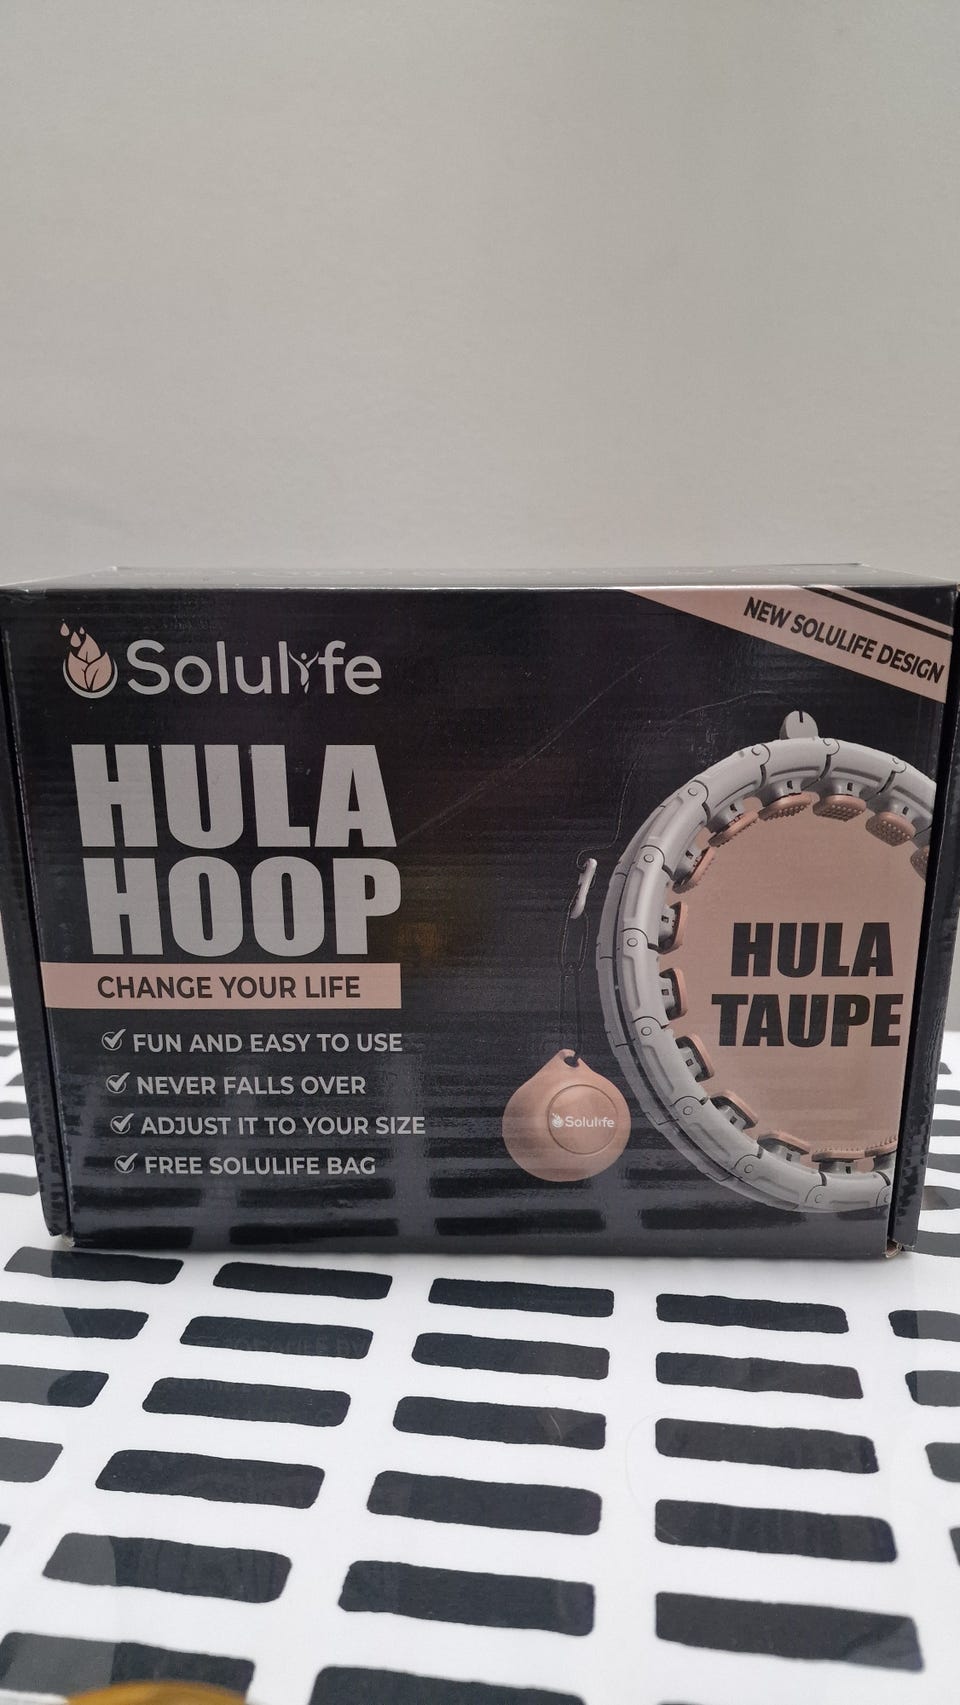 Solulife
NEW SOLULIFE DESIGN
HULA
HOOP
CHANGE YOUR LIFE
FUN AND EASY TO USE
NEVER FALLS OVER
ADJUST IT TO YOUR SIZE
FREE SOLULIFE BAG
Solulife
HULA
TAUPE